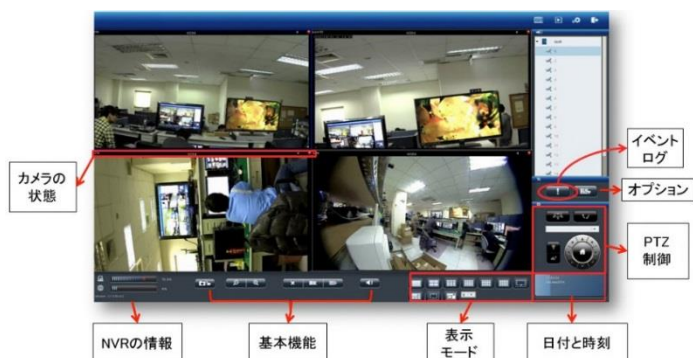 イベント
ログ
カメラの
状態
オプション
PTZ
制御
NVRの情報
基本機能
表示
モード
日付と時刻